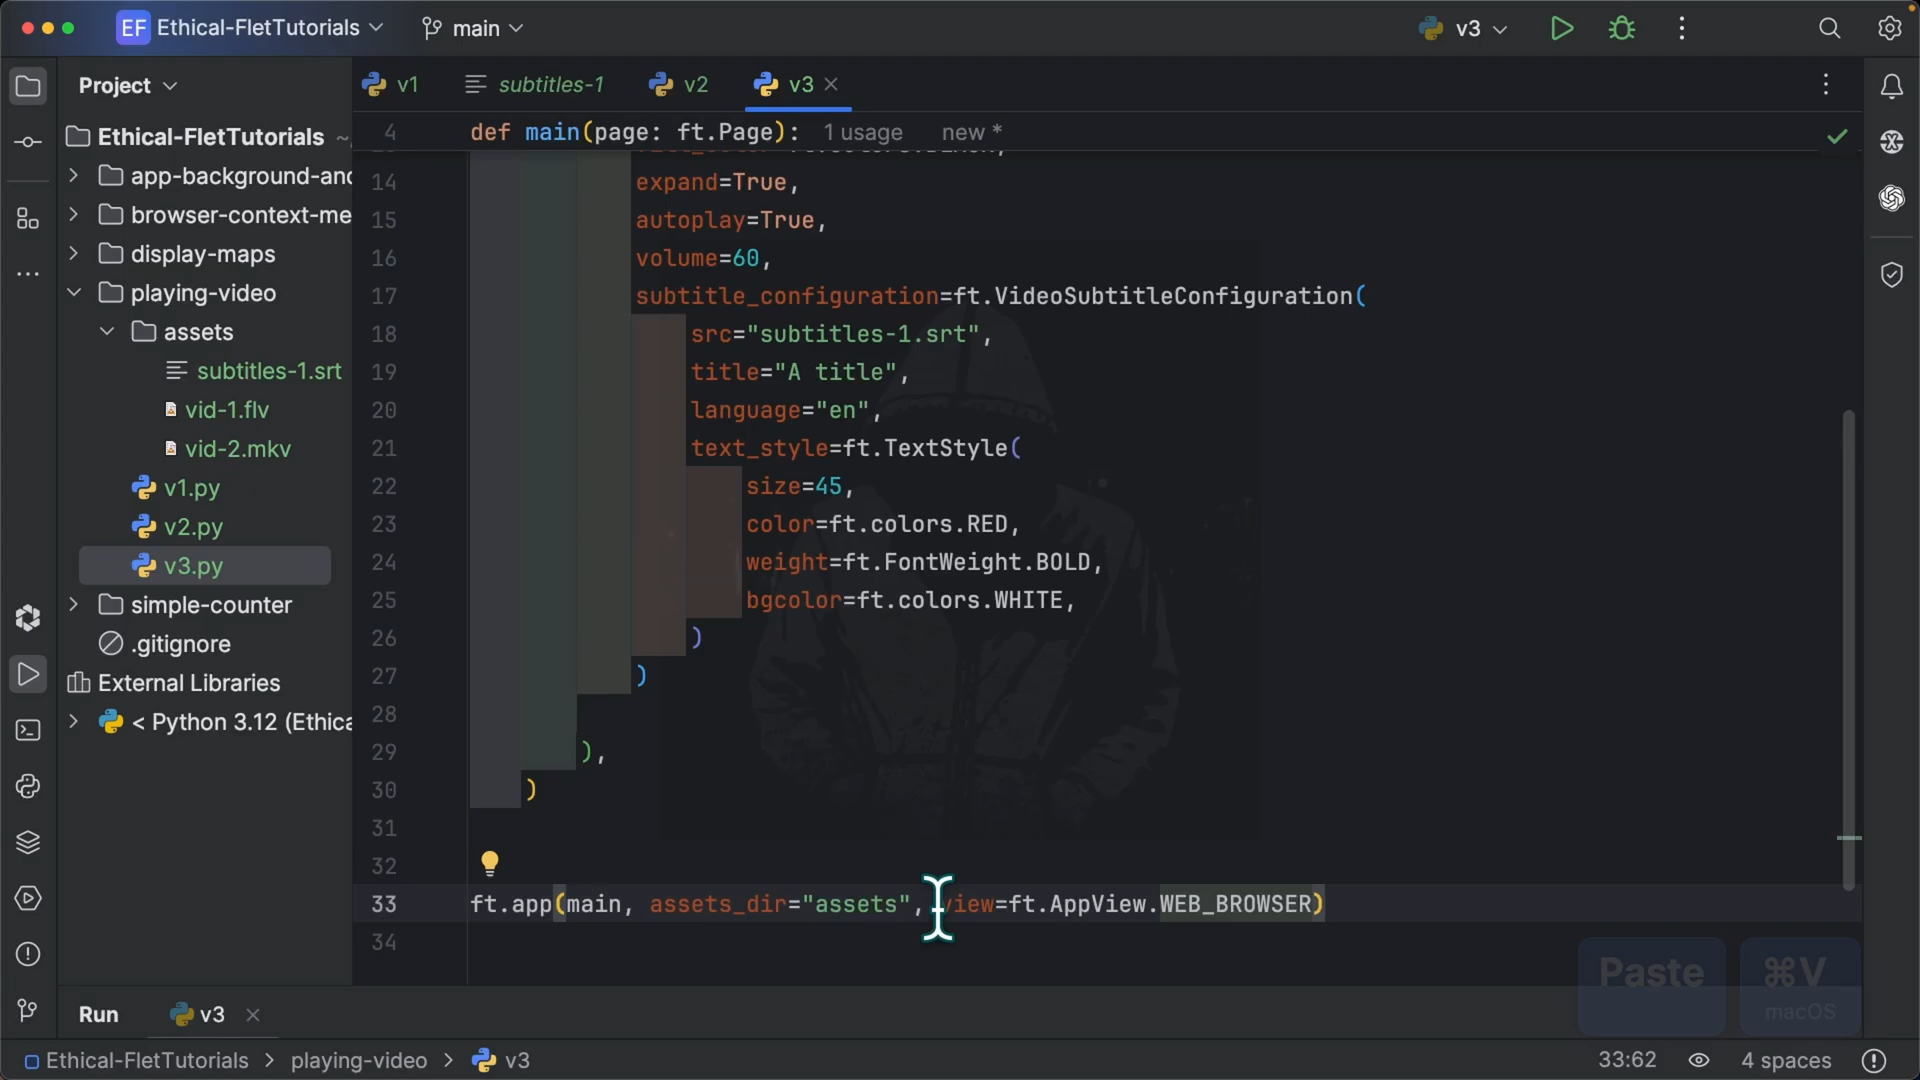 EF Ethical-FletTutorials main v3
Project
v1 subtitles-1 v2 v3
Ethical-FletTutorials ~
app-background-and
browser-context-me
display-maps
playing-video
assets
subtitles-1.srt
vid-1.flv
vid-2.mkv
v1.py
v2.py
v3.py
simple-counter
.gitignore
External Libraries
< Python 3.12 (Ethica
4 def main(page: ft.Page): 1 usage new *
14 expand=True,
15 autoplay=True,
16 volume=60,
17 subtitle_configuration=ft.VideoSubtitleConfiguration(
18 src="subtitles-1.srt",
19 title="A title",
20 language="en",
21 text_style=ft.TextStyle(
22 size=45,
23 color=ft.colors.RED,
24 weight=ft.FontWeight.BOLD,
25 bgcolor=ft.colors.WHITE,
26 )
27 )
28
29 ),
30 )
31
32
33 ft.app(main, assets_dir="assets", view=ft.AppView.WEB_BROWSER)
34
Paste ⌘V
macOS
Run v3
Ethical-FletTutorials > playing-video > v3 33:62 4 spaces